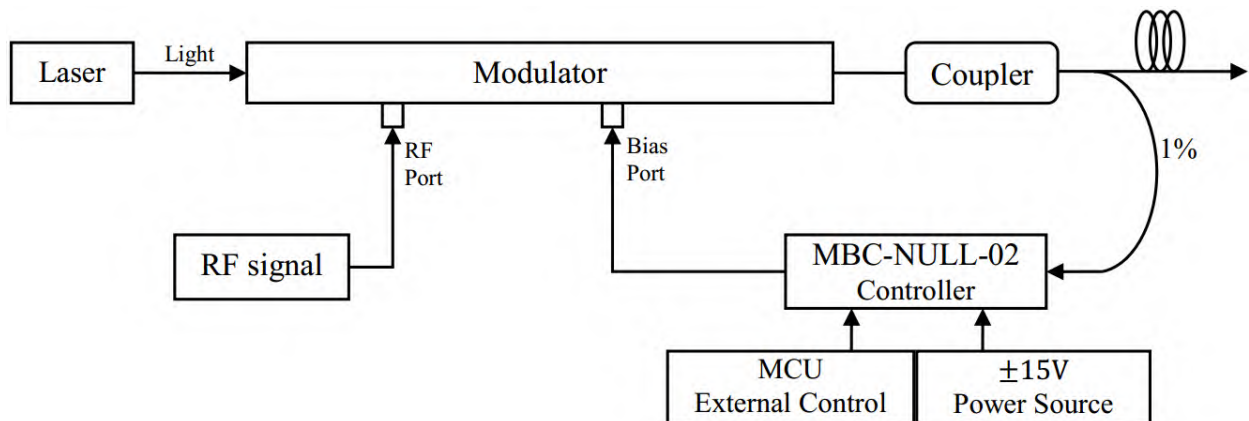 Laser
Light
Modulator
Coupler
1%
RF
Port
Bias
Port
RF signal
MBC-NULL-02
Controller
MCU
External Control
±15V
Power Source